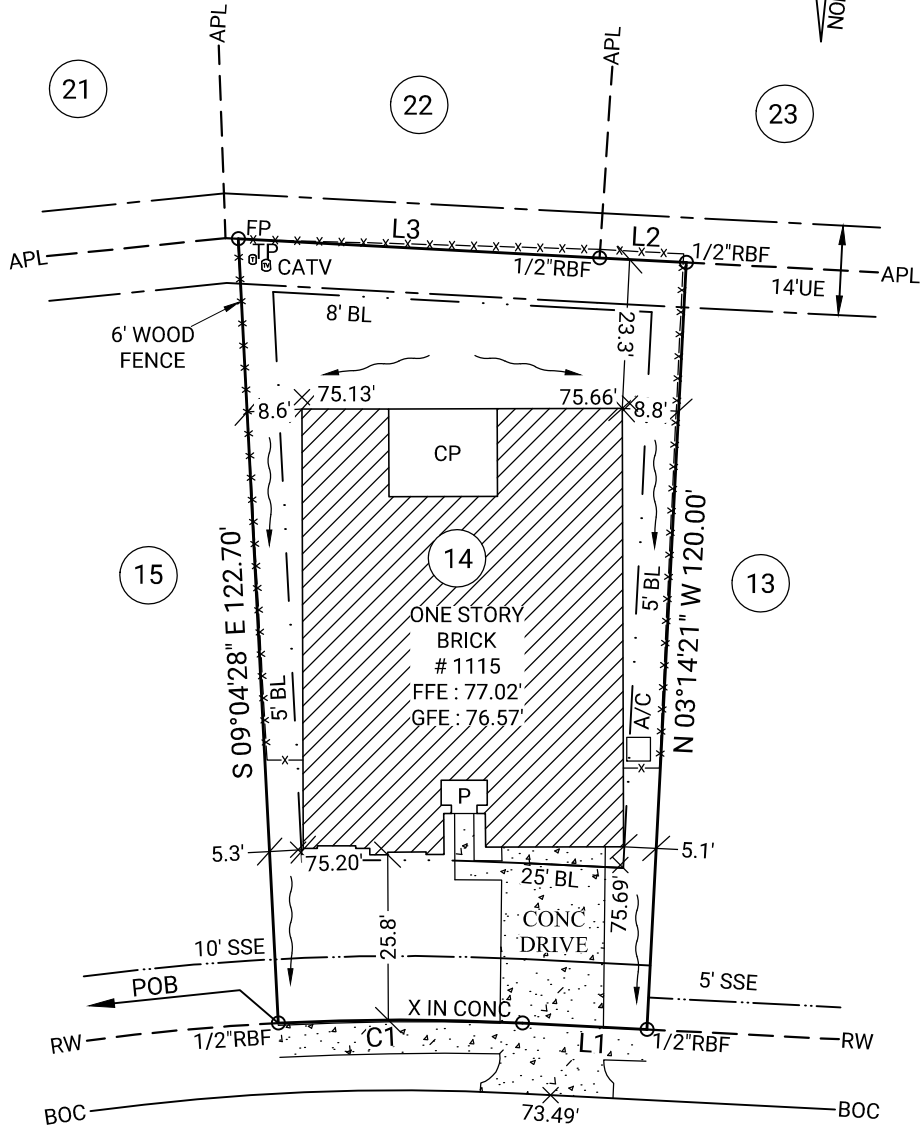 APL
APL
21
22
23
FP
L3
L2
1/2"RBF
TP
CATV
1/2"RBF
APL
APL
14'UE
8' BL
6' WOOD
FENCE
23.3'
75.13'
75.66'
8.6'
8.8'
CP
15
14
13
S 09°04'28" E 122.70'
N 03°14'21" W 120.00'
5' BL
5' BL
ONE STORY
BRICK
# 1115
FFE : 77.02'
GFE : 76.57'
A/C
P
5.3'
75.20'
5.1'
25' BL
75.69'
25.8'
CONC
DRIVE
10' SSE
5' SSE
POB
X IN CONC
RW
1/2"RBF
C1
L1
1/2"RBF
RW
BOC
73.49'
BOC